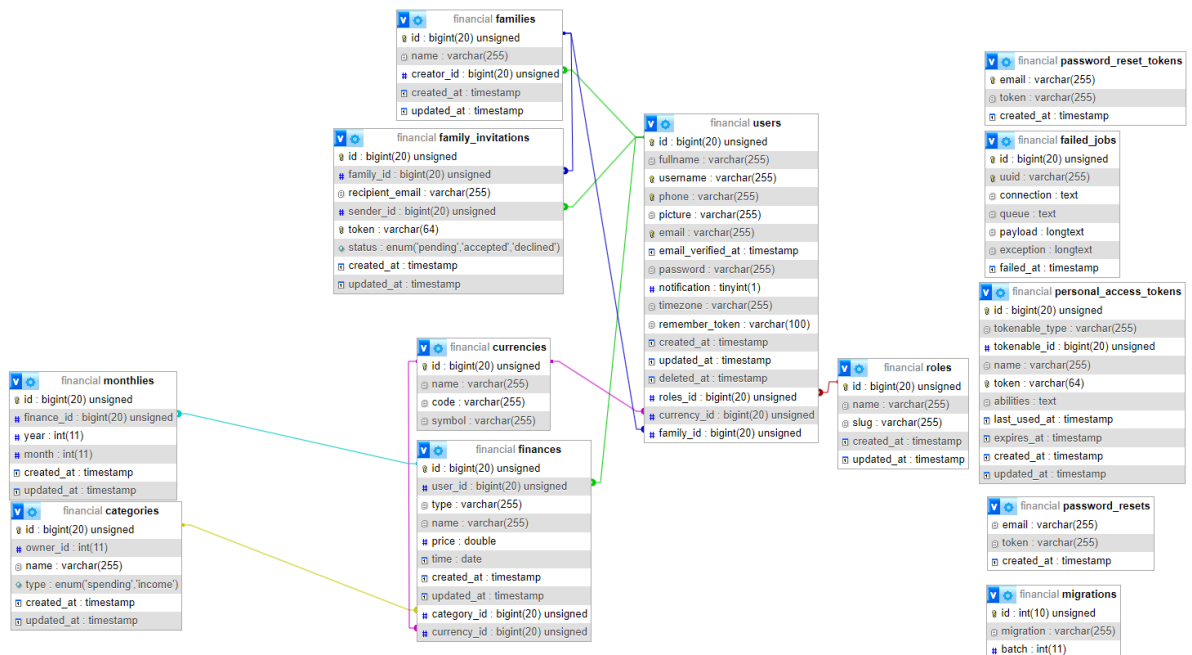 financial families
id : bigint(20) unsigned
name : varchar(255)
creator_id : bigint(20) unsigned
created_at : timestamp
updated_at : timestamp
financial family_invitations
id : bigint(20) unsigned
family_id : bigint(20) unsigned
recipient_email : varchar(255)
sender_id : bigint(20) unsigned
token : varchar(64)
status : enum('pending','accepted','declined')
created_at : timestamp
updated_at : timestamp
financial users
id : bigint(20) unsigned
fullname : varchar(255)
username : varchar(255)
phone : varchar(255)
picture : varchar(255)
email : varchar(255)
email_verified_at : timestamp
password : varchar(255)
notification : tinyint(1)
timezone : varchar(255)
remember_token : varchar(100)
created_at : timestamp
updated_at : timestamp
deleted_at : timestamp
roles_id : bigint(20) unsigned
currency_id : bigint(20) unsigned
family_id : bigint(20) unsigned
financial currencies
id : bigint(20) unsigned
name : varchar(255)
code : varchar(255)
symbol : varchar(255)
financial finances
id : bigint(20) unsigned
user_id : bigint(20) unsigned
type : varchar(255)
name : varchar(255)
price : double
time : date
created_at : timestamp
updated_at : timestamp
category_id : bigint(20) unsigned
currency_id : bigint(20) unsigned
financial monthlies
id : bigint(20) unsigned
finance_id : bigint(20) unsigned
year : int(11)
month : int(11)
created_at : timestamp
updated_at : timestamp
financial categories
id : bigint(20) unsigned
owner_id : int(11)
name : varchar(255)
type : enum('spending','income')
created_at : timestamp
updated_at : timestamp
financial roles
id : bigint(20) unsigned
name : varchar(255)
slug : varchar(255)
created_at : timestamp
updated_at : timestamp
financial password_reset_tokens
email : varchar(255)
token : varchar(255)
created_at : timestamp
financial failed_jobs
id : bigint(20) unsigned
uuid : varchar(255)
connection : text
queue : text
payload : longtext
exception : longtext
failed_at : timestamp
financial personal_access_tokens
id : bigint(20) unsigned
tokenable_type : varchar(255)
tokenable_id : bigint(20) unsigned
name : varchar(255)
token : varchar(64)
abilities : text
last_used_at : timestamp
expires_at : timestamp
created_at : timestamp
updated_at : timestamp
financial password_resets
email : varchar(255)
token : varchar(255)
created_at : timestamp
financial migrations
id : int(10) unsigned
migration : varchar(255)
batch : int(11)